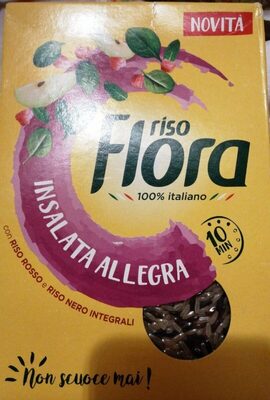 NOVITÀ
riso
Flora
100% italiano
INSALATA ALLEGRA
con RISO ROSSO e RISO NERO INTEGRALI
10
MIN
Non scuoce mai!